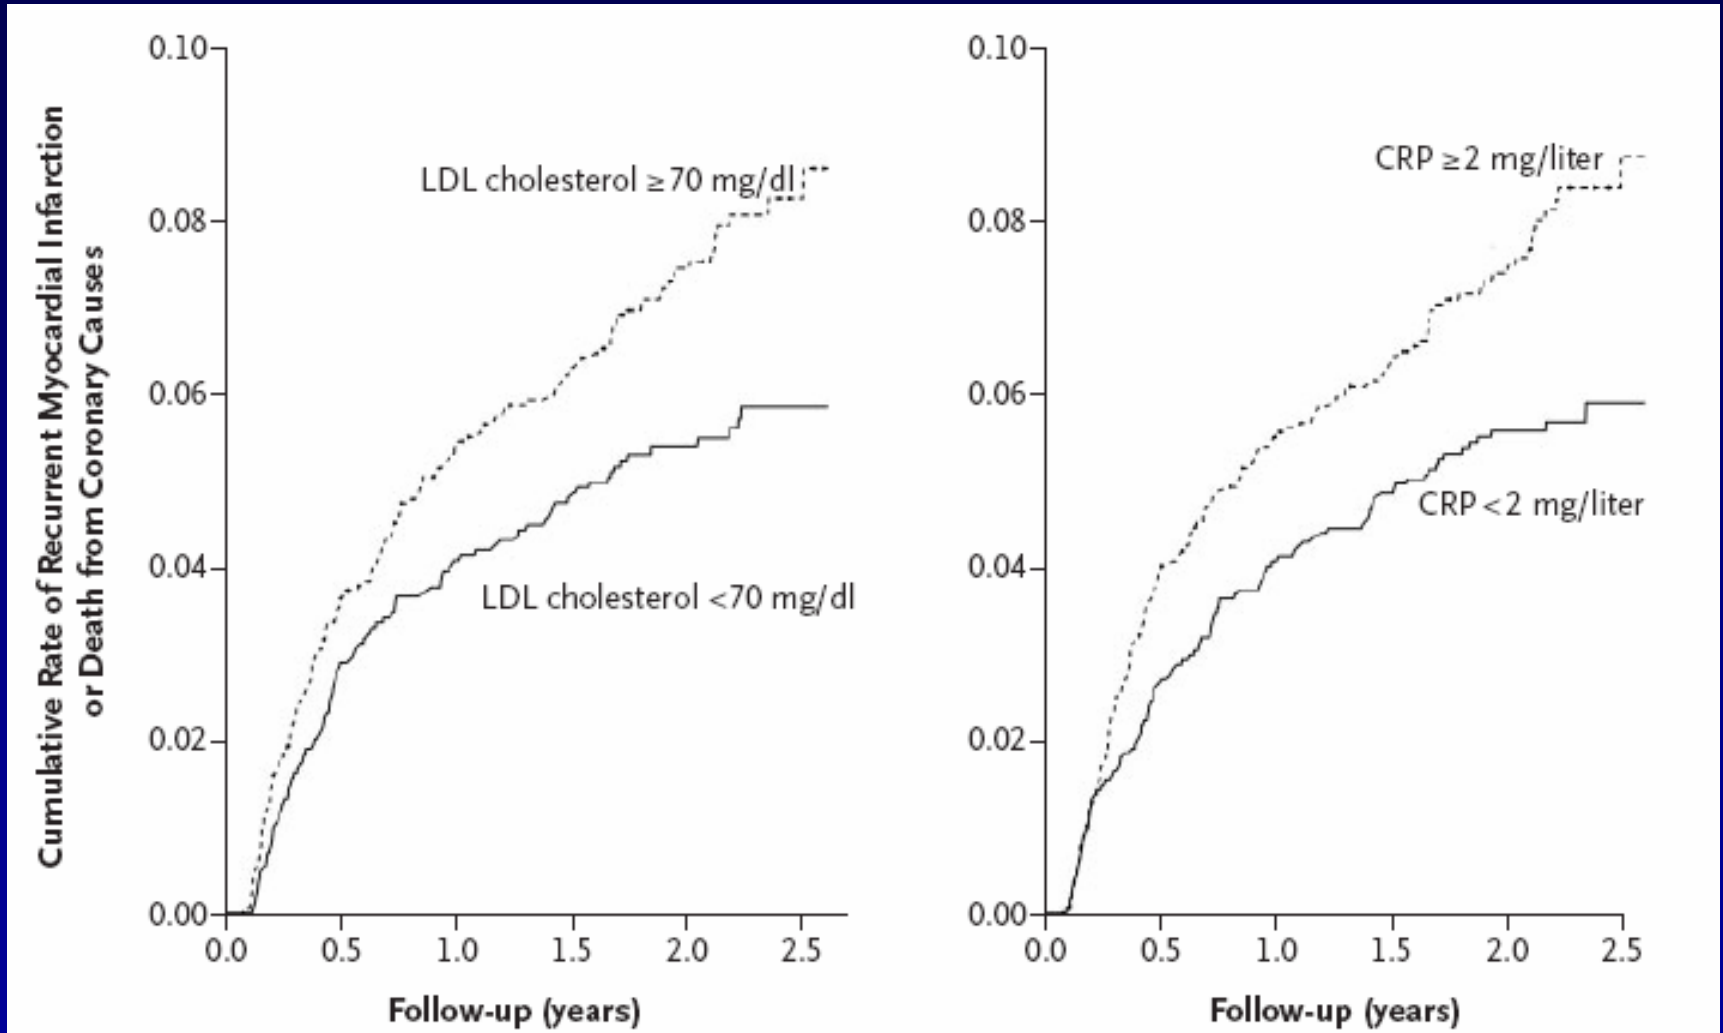 Cumulative Rate of Recurrent Myocardial Infarction
or Death from Coronary Causes
0.10
0.08
0.06
0.04
0.02
0.00
LDL cholesterol ≥70 mg/dl
LDL cholesterol <70 mg/dl
0.0 0.5 1.0 1.5 2.0 2.5
Follow-up (years)
0.10
0.08
0.06
0.04
0.02
0.00
CRP ≥2 mg/liter
CRP <2 mg/liter
0.0 0.5 1.0 1.5 2.0 2.5
Follow-up (years)